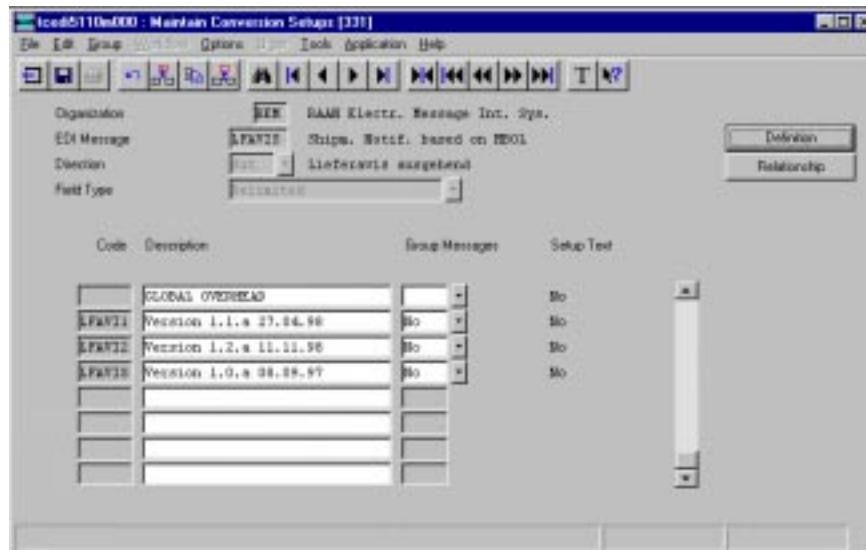 tcedi5110m000 : Maintain Conversion Setups [331]
File Edit Group Options Tools Application Help
Organization BEM BAAN Electr. Message Int. Sys.
EDI Message LFAVIS Shipm. Notif. based on MBOL
Definition
Direction Out Lieferavis ausgehend
Relationship
Field Type Delimited
Code Description Group Messages Setup Text
GLOBAL OVERHEAD No
LFAVI1 Version 1.1.a 27.04.98 No No
LFAVI2 Version 1.2.a 11.11.98 No No
LFAVIS Version 1.0.a 08.09.97 No No